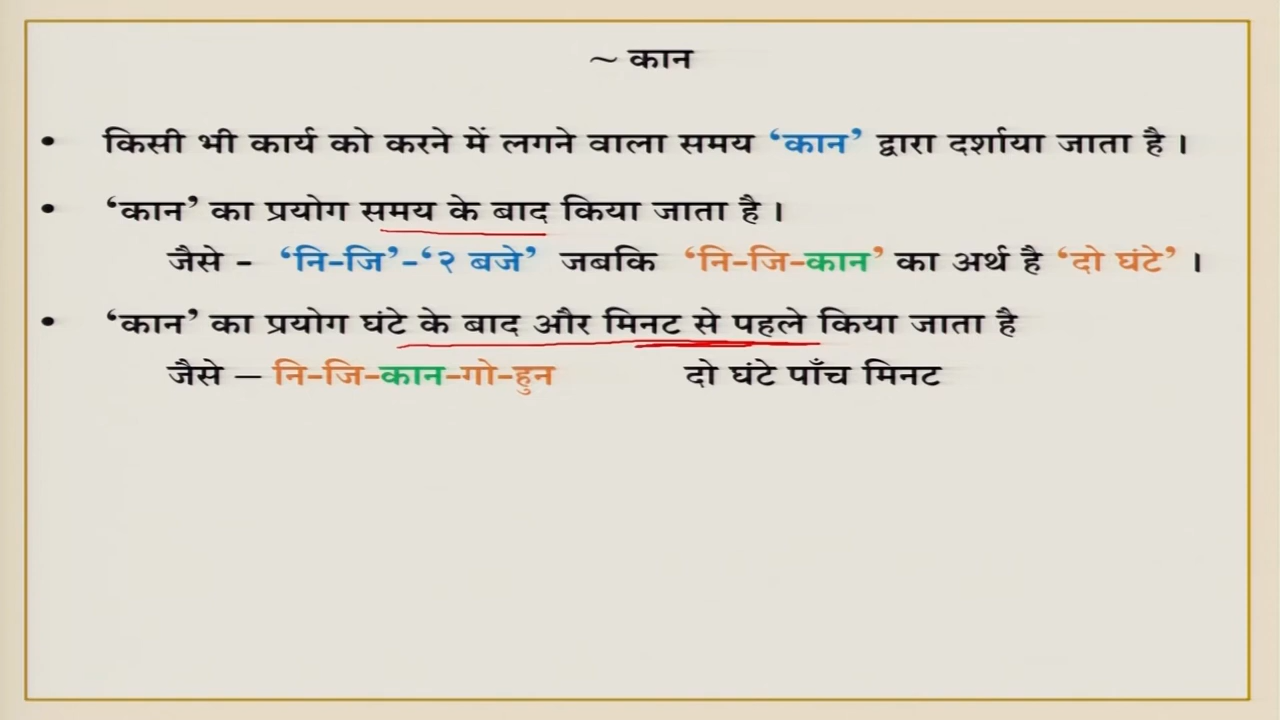 ~ कान
• किसी भी कार्य को करने में लगने वाला समय ‘कान’ द्वारा दर्शाया जाता है ।
• ‘कान’ का प्रयोग समय के बाद किया जाता है ।
जैसे - ‘नि-जि’-‘२ बजे’ जबकि ‘नि-जि-कान’ का अर्थ है ‘दो घंटे’ ।
• ‘कान’ का प्रयोग घंटे के बाद और मिनट से पहले किया जाता है
जैसे – नि-जि-कान-गो-हुन दो घंटे पाँच मिनट